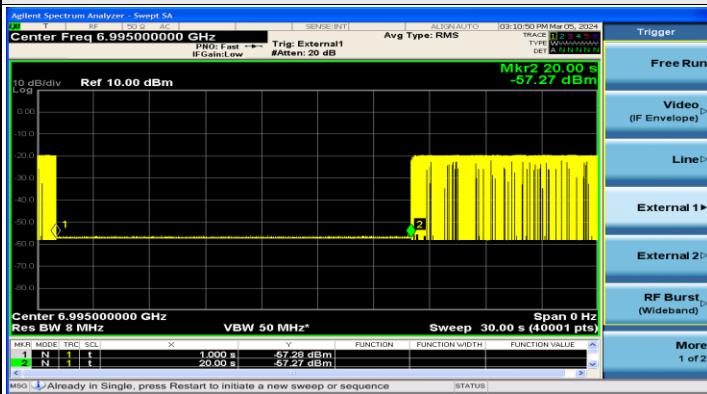 Agilent Spectrum Analyzer - Swept SA
T RF 50 Ω AC SENSE:INT ALIGN AUTO 03:10:50 PM Mar 05, 2024
Center Freq 6.995000000 GHz Avg Type: RMS TRACE 1 2 3 4 5 6
PNO: Fast Trig: External1 TYPE WWWWWW
IFGain:Low #Atten: 20 dB DET A N N N N N
Mkr2 20.00 s
-57.27 dBm
10 dB/div Ref 10.00 dBm
Log
0.00
-10.0
-20.0
-30.0
-40.0
-50.0
-60.0
-70.0
-80.0
1
2
Center 6.995000000 GHz Span 0 Hz
Res BW 8 MHz VBW 50 MHz* Sweep 30.00 s (40001 pts)
MKR MODE TRC SCL X Y FUNCTION FUNCTION WIDTH FUNCTION VALUE
1 N 1 t 1.000 s -57.28 dBm
2 N 1 t 20.00 s -57.27 dBm
MSG Already in Single, press Restart to initiate a new sweep or sequence STATUS
Trigger
Free Run
Video
(IF Envelope)
Line
External 1
External 2
RF Burst
(Wideband)
More
1 of 2